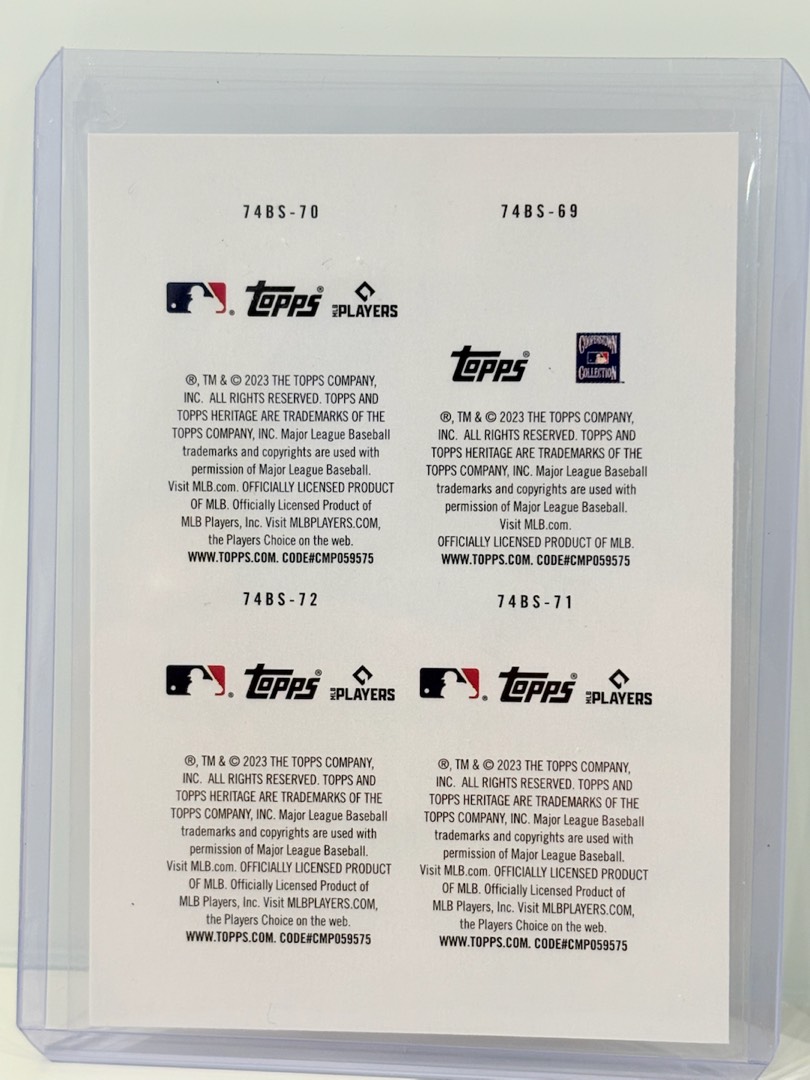 74BS-70
MLB PLAYERS
topps®
®, TM & © 2023 THE TOPPS COMPANY,
INC. ALL RIGHTS RESERVED. TOPPS AND
TOPPS HERITAGE ARE TRADEMARKS OF THE
TOPPS COMPANY, INC. Major League Baseball
trademarks and copyrights are used with
permission of Major League Baseball.
Visit MLB.com. OFFICIALLY LICENSED PRODUCT
OF MLB. Officially Licensed Product of
MLB Players, Inc. Visit MLBPLAYERS.COM,
the Players Choice on the web.
WWW.TOPPS.COM. CODE#CMP059575
74BS-69
topps®
COOPERSTOWN
COLLECTION
®, TM & © 2023 THE TOPPS COMPANY,
INC. ALL RIGHTS RESERVED. TOPPS AND
TOPPS HERITAGE ARE TRADEMARKS OF THE
TOPPS COMPANY, INC. Major League Baseball
trademarks and copyrights are used with
permission of Major League Baseball.
Visit MLB.com.
OFFICIALLY LICENSED PRODUCT OF MLB.
WWW.TOPPS.COM. CODE#CMP059575
74BS-72
topps®
MLB PLAYERS
®, TM & © 2023 THE TOPPS COMPANY,
INC. ALL RIGHTS RESERVED. TOPPS AND
TOPPS HERITAGE ARE TRADEMARKS OF THE
TOPPS COMPANY, INC. Major League Baseball
trademarks and copyrights are used with
permission of Major League Baseball.
Visit MLB.com. OFFICIALLY LICENSED PRODUCT
OF MLB. Officially Licensed Product of
MLB Players, Inc. Visit MLBPLAYERS.COM,
the Players Choice on the web.
WWW.TOPPS.COM. CODE#CMP059575
74BS-71
topps®
MLB PLAYERS
®, TM & © 2023 THE TOPPS COMPANY,
INC. ALL RIGHTS RESERVED. TOPPS AND
TOPPS HERITAGE ARE TRADEMARKS OF THE
TOPPS COMPANY, INC. Major League Baseball
trademarks and copyrights are used with
permission of Major League Baseball.
Visit MLB.com. OFFICIALLY LICENSED PRODUCT
OF MLB. Officially Licensed Product of
MLB Players, Inc. Visit MLBPLAYERS.COM,
the Players Choice on the web.
WWW.TOPPS.COM. CODE#CMP059575